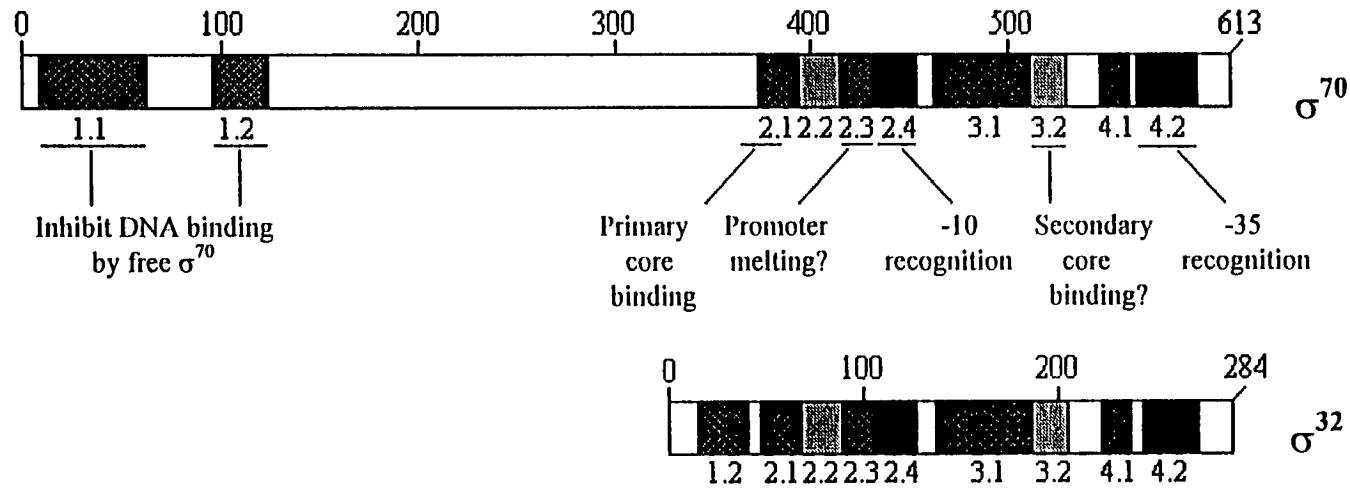 0 100 200 300 400 500 613
σ70
1.1 1.2 2.1 2.2 2.3 2.4 3.1 3.2 4.1 4.2
Inhibit DNA binding
by free σ70
Primary
core
binding
Promoter
melting?
-10
recognition
Secondary
core
binding?
-35
recognition
0 100 200 284
σ32
1.2 2.1 2.2 2.3 2.4 3.1 3.2 4.1 4.2